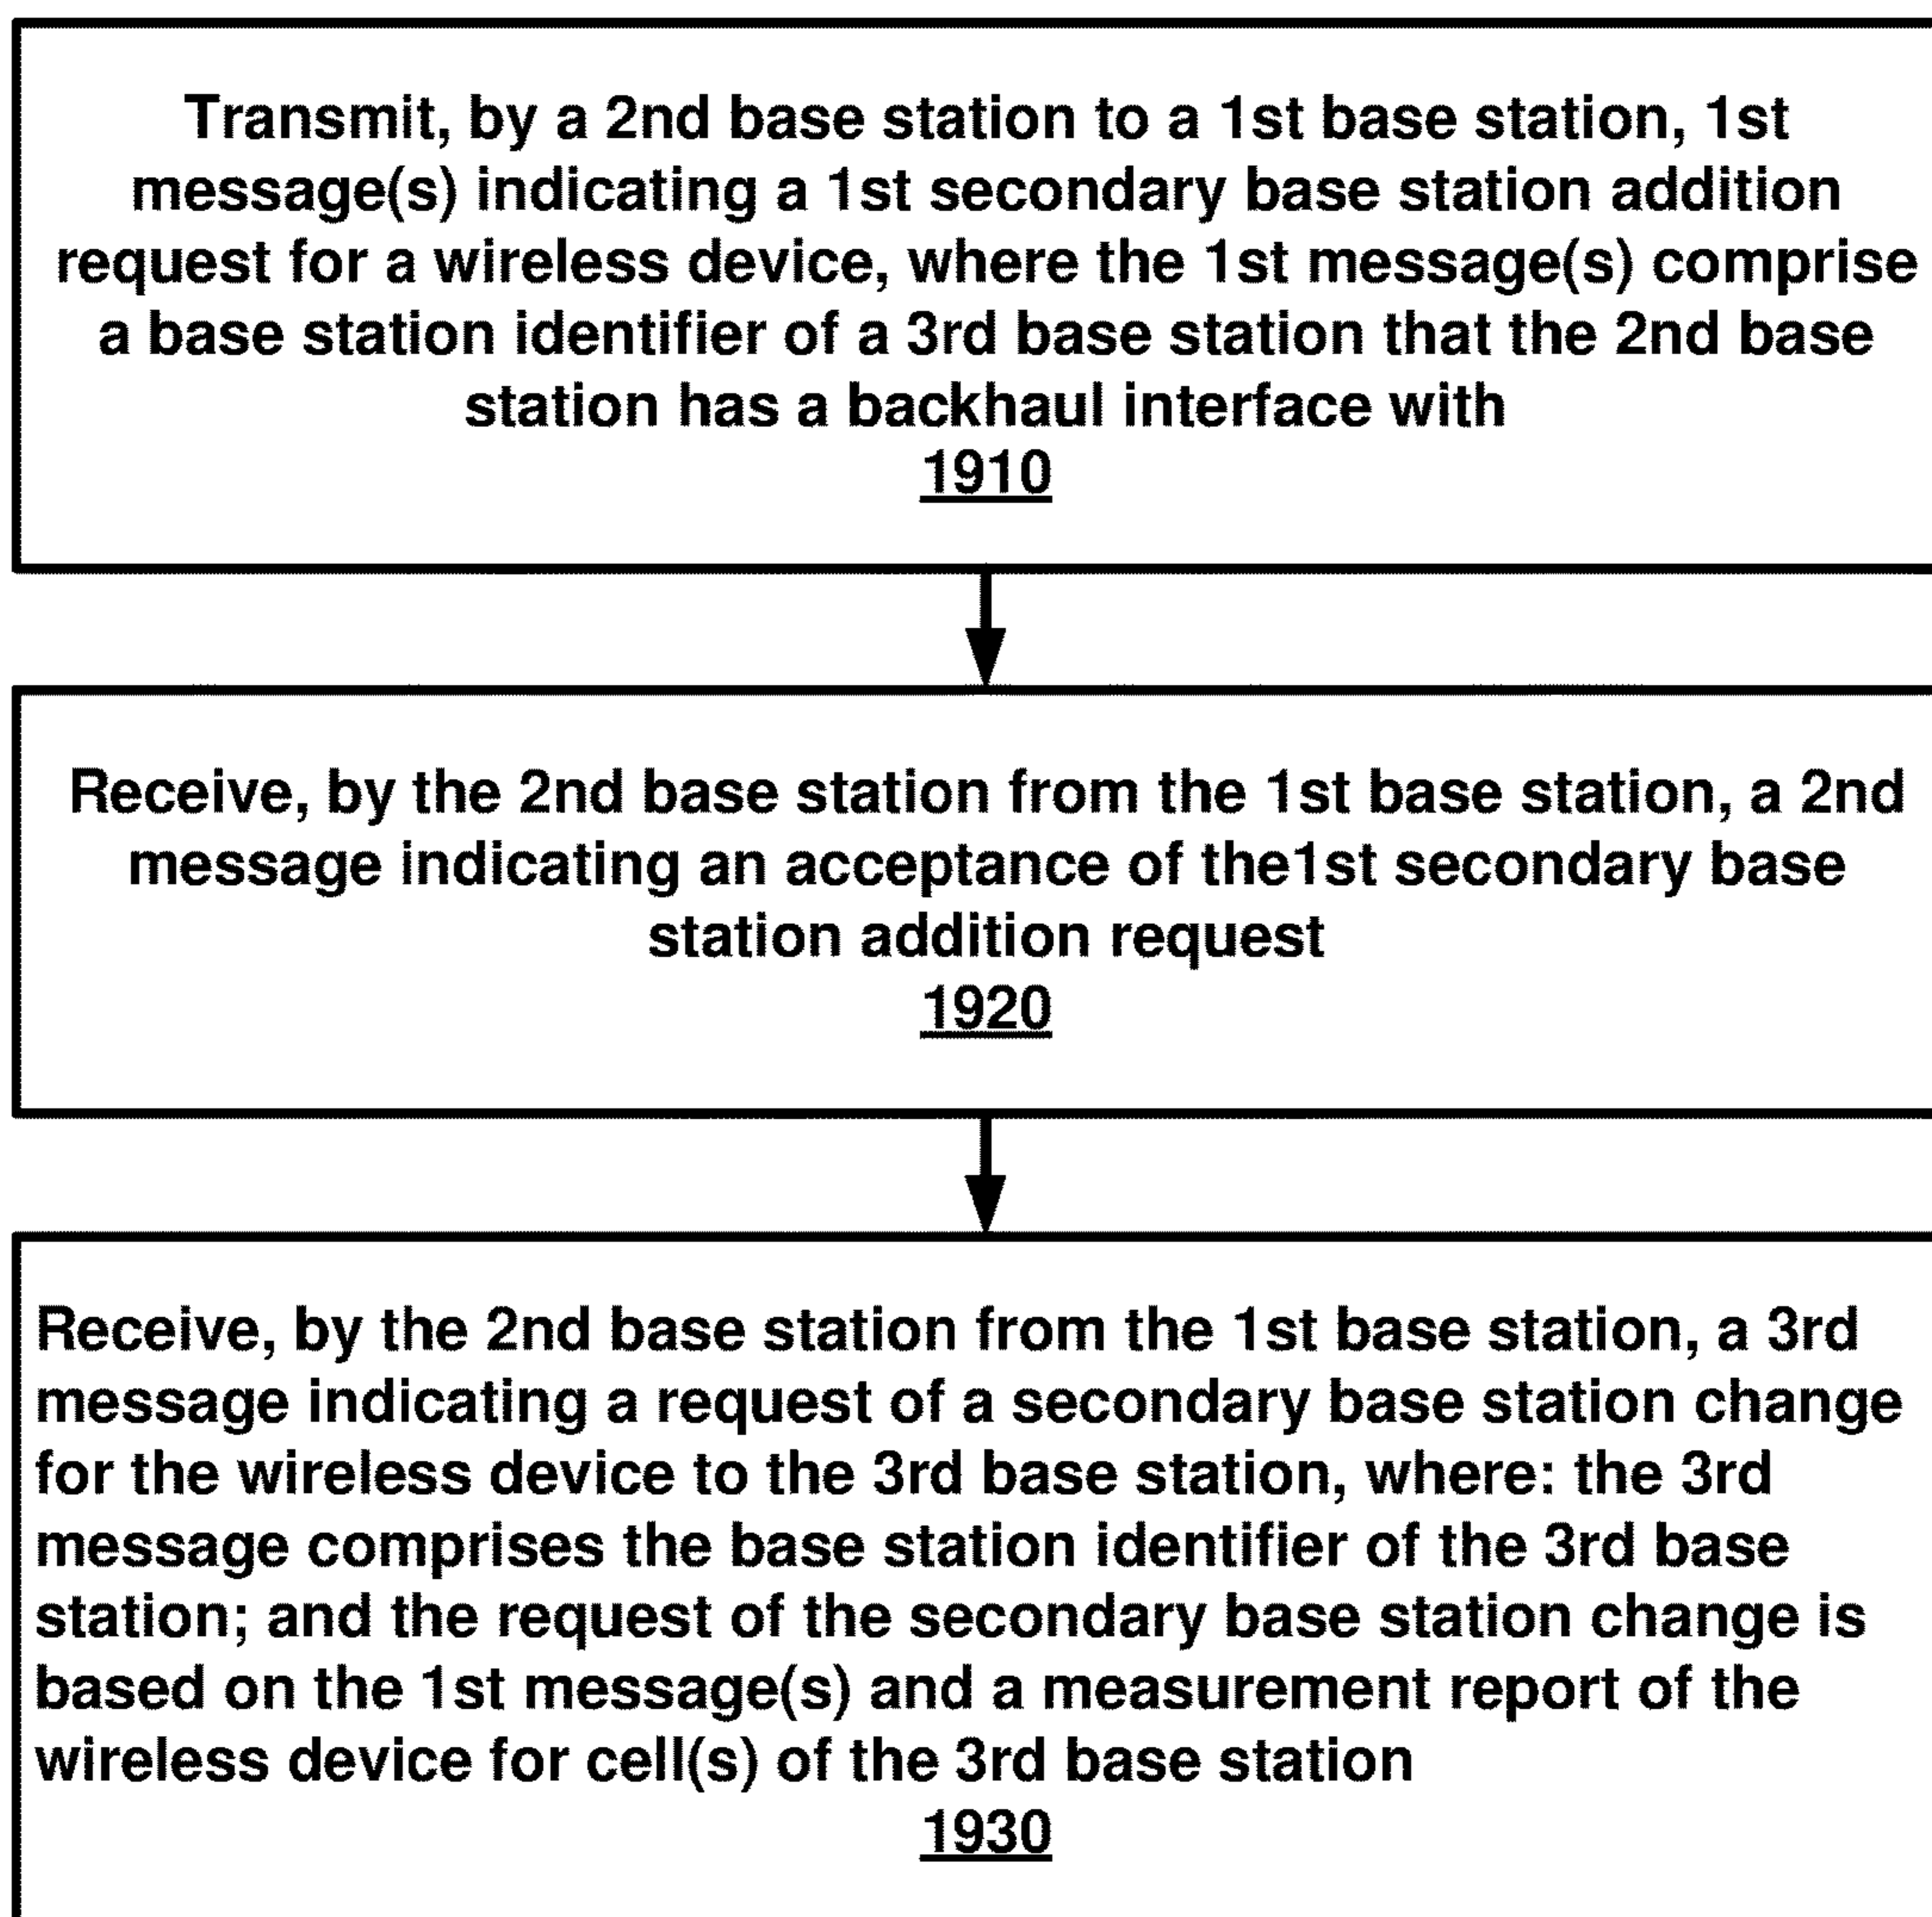 Transmit, by a 2nd base station to a 1st base station, 1st
message(s) indicating a 1st secondary base station addition
request for a wireless device, where the 1st message(s) comprise
a base station identifier of a 3rd base station that the 2nd base
station has a backhaul interface with
1910
Receive, by the 2nd base station from the 1st base station, a 2nd
message indicating an acceptance of the1st secondary base
station addition request
1920
Receive, by the 2nd base station from the 1st base station, a 3rd
message indicating a request of a secondary base station change
for the wireless device to the 3rd base station, where: the 3rd
message comprises the base station identifier of the 3rd base
station; and the request of the secondary base station change is
based on the 1st message(s) and a measurement report of the
wireless device for cell(s) of the 3rd base station
1930